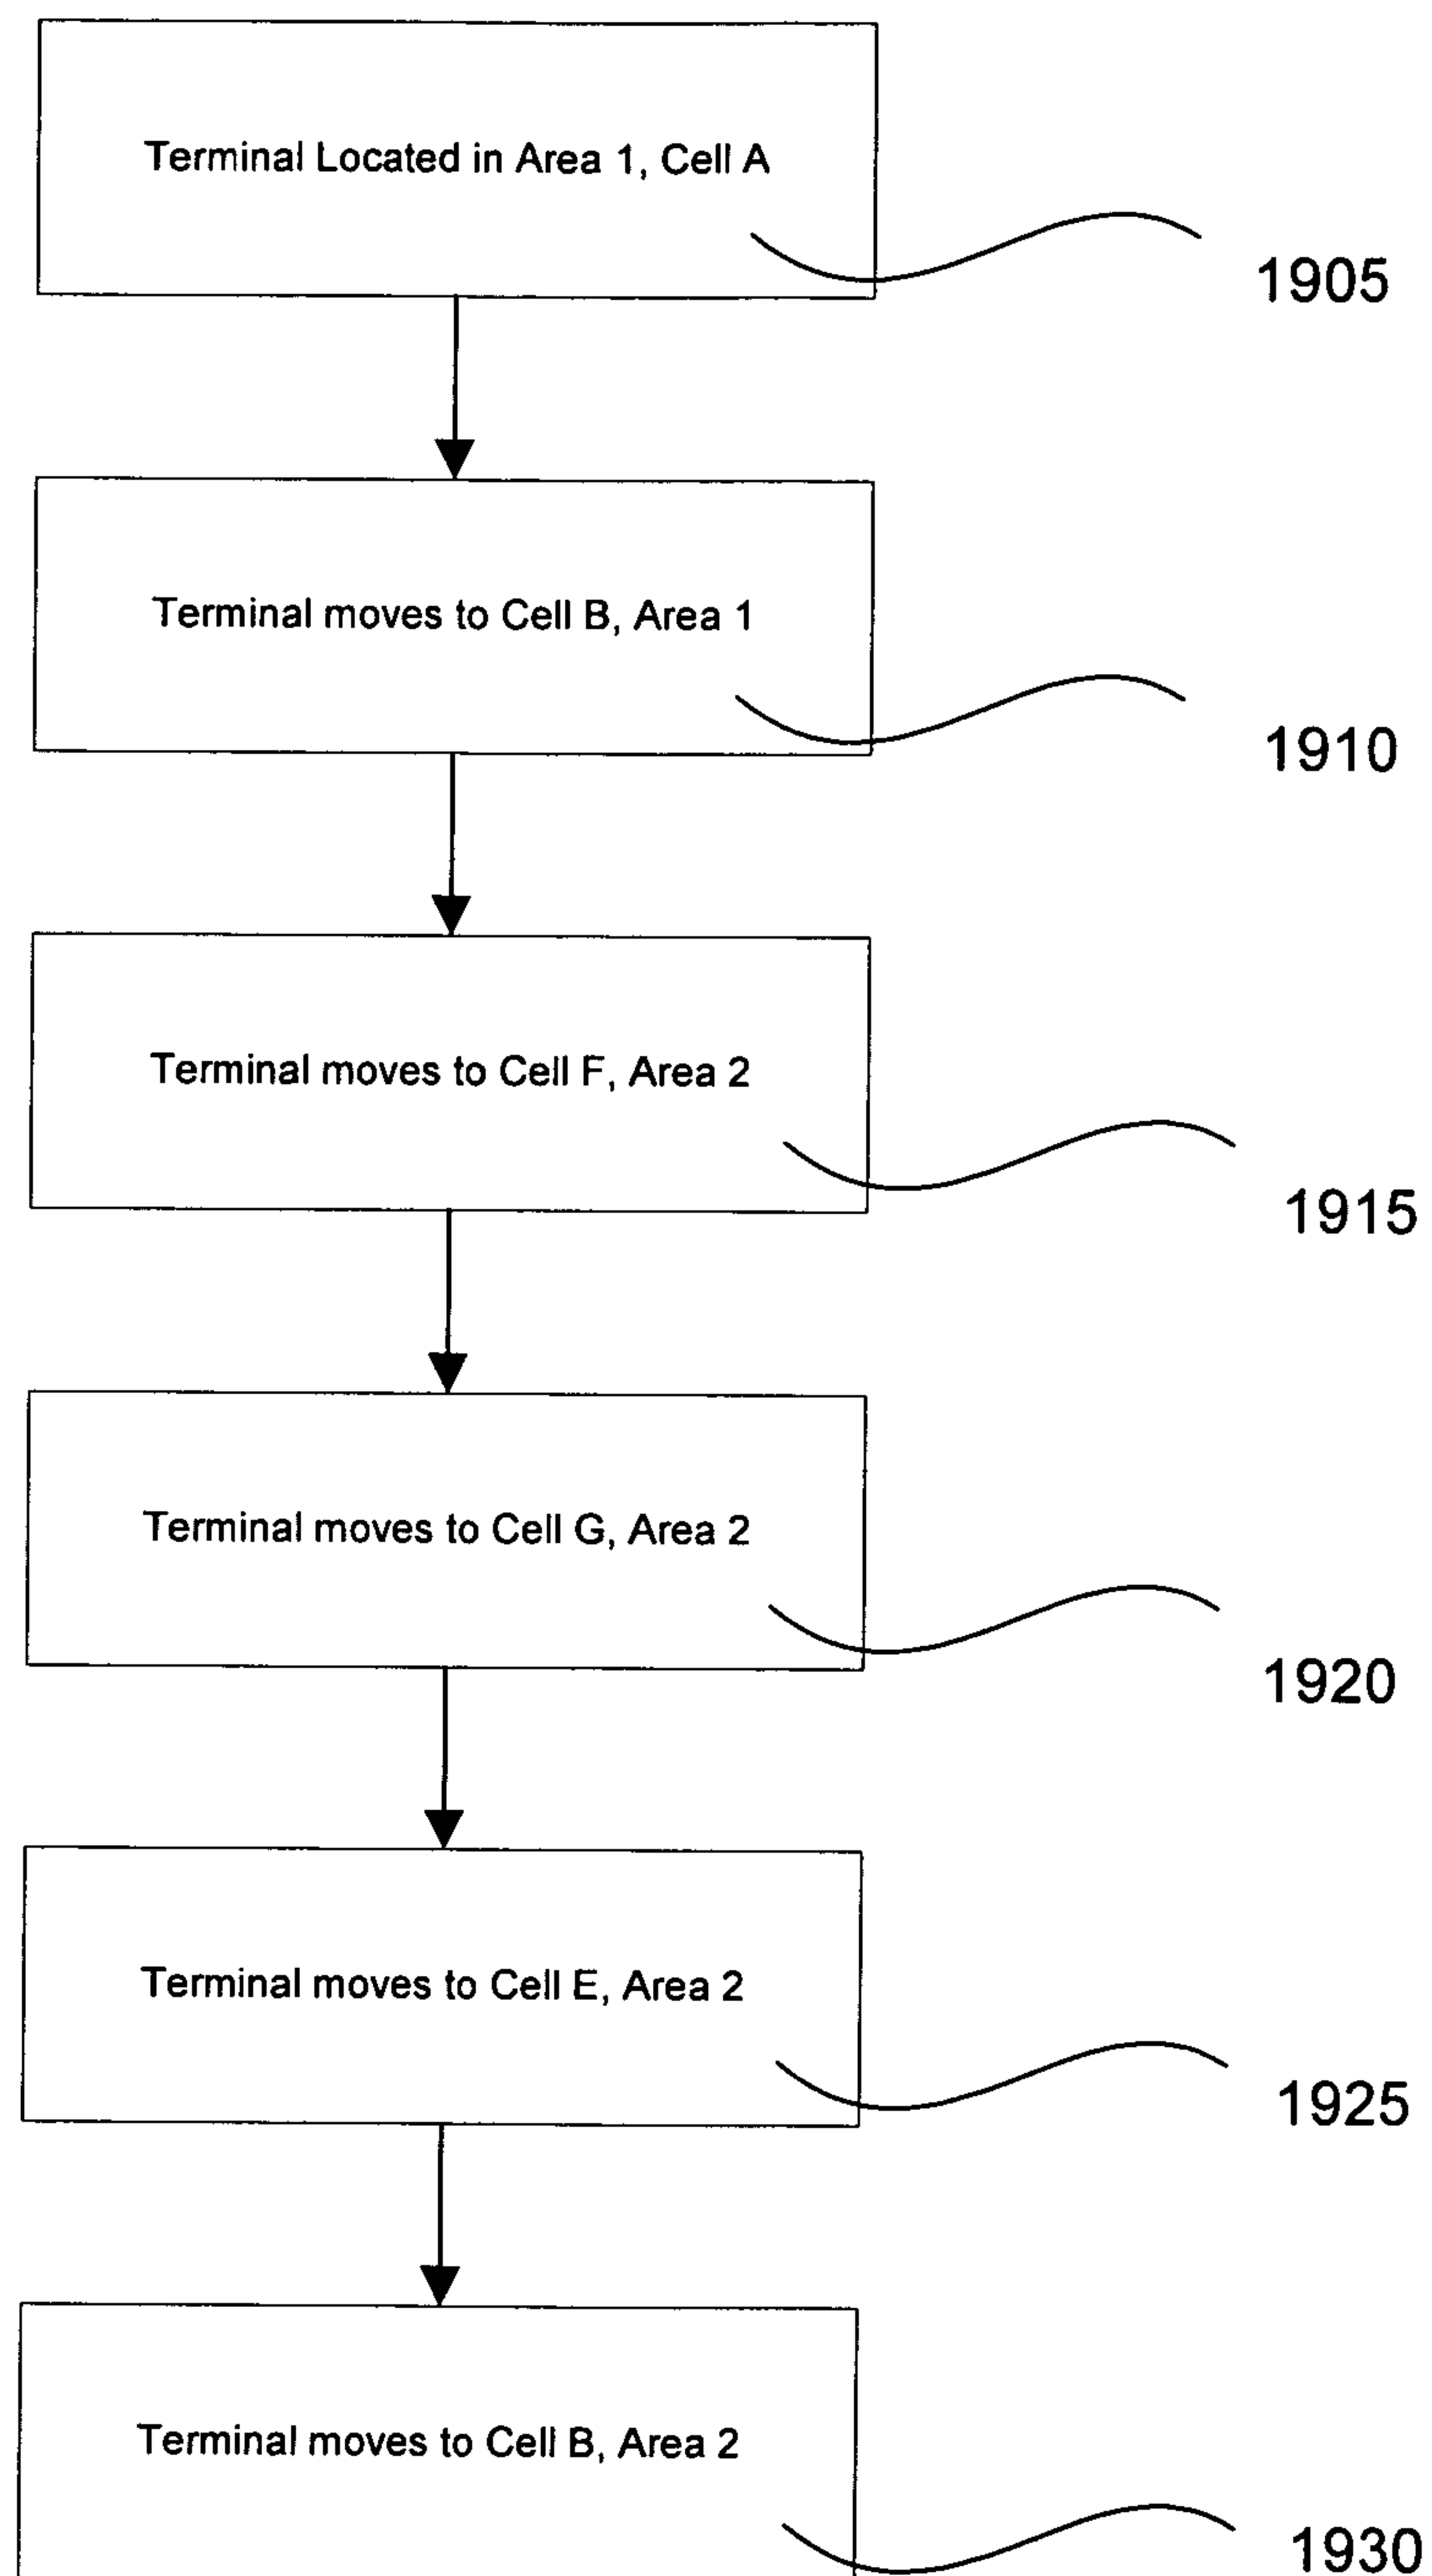 Terminal Located in Area 1, Cell A
1905
Terminal moves to Cell B, Area 1
1910
Terminal moves to Cell F, Area 2
1915
Terminal moves to Cell G, Area 2
1920
Terminal moves to Cell E, Area 2
1925
Terminal moves to Cell B, Area 2
1930